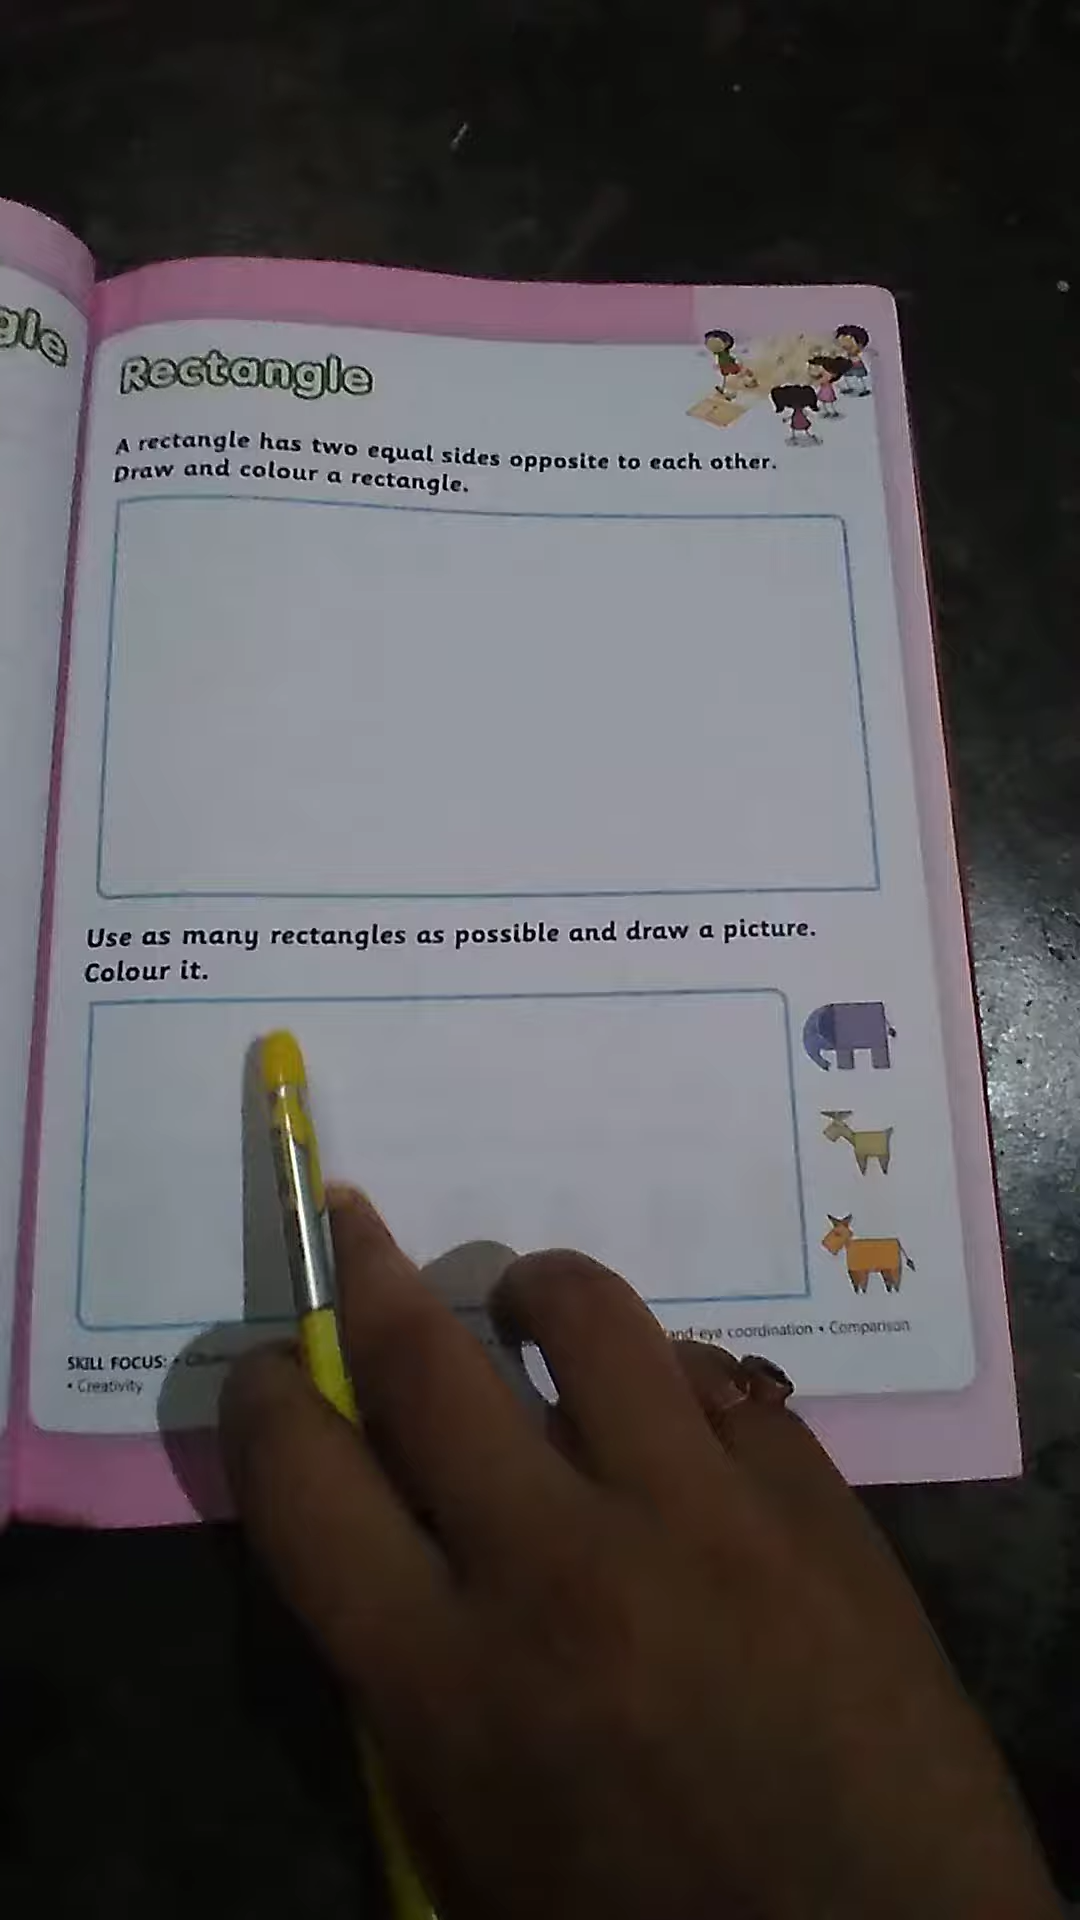 gle
Rectangle
A rectangle has two equal sides opposite to each other.
Draw and colour a rectangle.
Use as many rectangles as possible and draw a picture.
Colour it.
SKILL FOCUS: and-eye coordination • Comparison
• Creativity